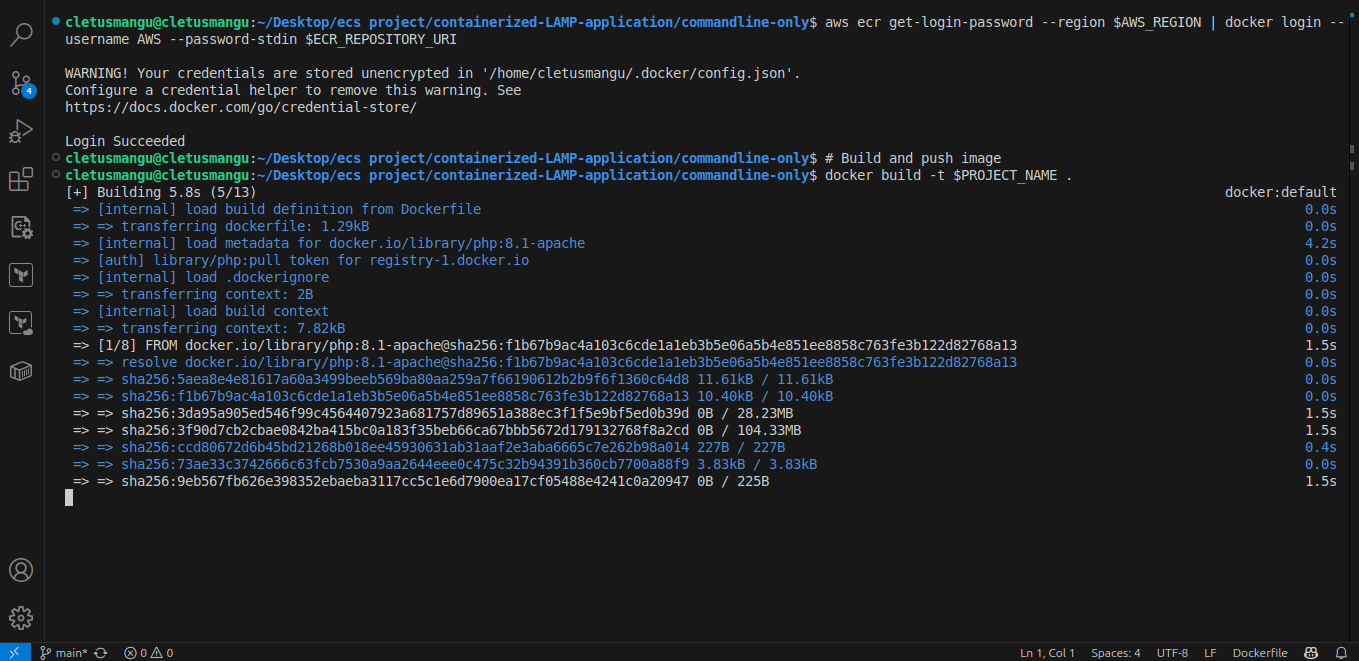 cletusmangu@cletusmangu:~/Desktop/ecs project/containerized-LAMP-application/commandline-only$ aws ecr get-login-password --region $AWS_REGION | docker login --
username AWS --password-stdin $ECR_REPOSITORY_URI
WARNING! Your credentials are stored unencrypted in '/home/cletusmangu/.docker/config.json'.
Configure a credential helper to remove this warning. See
https://docs.docker.com/go/credential-store/
Login Succeeded
cletusmangu@cletusmangu:~/Desktop/ecs project/containerized-LAMP-application/commandline-only$ # Build and push image
cletusmangu@cletusmangu:~/Desktop/ecs project/containerized-LAMP-application/commandline-only$ docker build -t $PROJECT_NAME .
[+] Building 5.8s (5/13) docker:default
=> [internal] load build definition from Dockerfile 0.0s
=> => transferring dockerfile: 1.29kB 0.0s
=> [internal] load metadata for docker.io/library/php:8.1-apache 4.2s
=> [auth] library/php:pull token for registry-1.docker.io 0.0s
=> [internal] load .dockerignore 0.0s
=> => transferring context: 2B 0.0s
=> [internal] load build context 0.0s
=> => transferring context: 7.82kB 0.0s
=> [1/8] FROM docker.io/library/php:8.1-apache@sha256:f1b67b9ac4a103c6cde1a1eb3b5e06a5b4e851ee8858c763fe3b122d82768a13 1.5s
=> => resolve docker.io/library/php:8.1-apache@sha256:f1b67b9ac4a103c6cde1a1eb3b5e06a5b4e851ee8858c763fe3b122d82768a13 0.0s
=> => sha256:5aea8e4e81617a60a3499beeb569ba80aa259a7f66190612b2b9f6f1360c64d8 11.61kB / 11.61kB 0.0s
=> => sha256:f1b67b9ac4a103c6cde1a1eb3b5e06a5b4e851ee8858c763fe3b122d82768a13 10.40kB / 10.40kB 0.0s
=> => sha256:3da95a905ed546f99c4564407923a681757d89651a388ec3f1f5e9bf5ed0b39d 0B / 28.23MB 1.5s
=> => sha256:3f90d7cb2cbae0842ba415bc0a183f35beb66ca67bbb5672d179132768f8a2cd 0B / 104.33MB 1.5s
=> => sha256:ccd80672d6b45bd21268b018ee45930631ab31aaf2e3aba6665c7e262b98a014 227B / 227B 0.4s
=> => sha256:73ae33c3742666c63fcb7530a9aa2644eee0c475c32b94391b360cb7700a88f9 3.83kB / 3.83kB 0.0s
=> => sha256:9eb567fb626e398352ebaeba3117cc5c1e6d7900ea17cf05488e4241c0a20947 0B / 225B 1.5s
4
main* 0 0 Ln 1, Col 1 Spaces: 4 UTF-8 LF Dockerfile